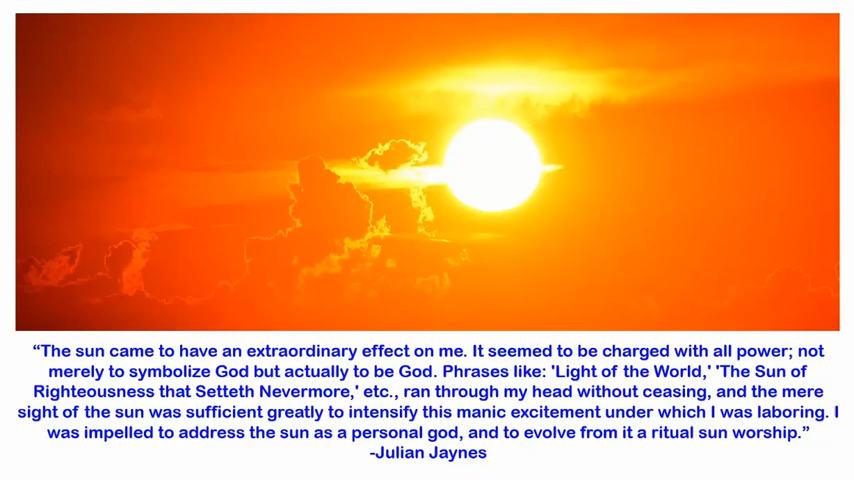 “The sun came to have an extraordinary effect on me. It seemed to be charged with all power; not
merely to symbolize God but actually to be God. Phrases like: 'Light of the World,' 'The Sun of
Righteousness that Setteth Nevermore,' etc., ran through my head without ceasing, and the mere
sight of the sun was sufficient greatly to intensify this manic excitement under which I was laboring. I
was impelled to address the sun as a personal god, and to evolve from it a ritual sun worship.”
-Julian Jaynes